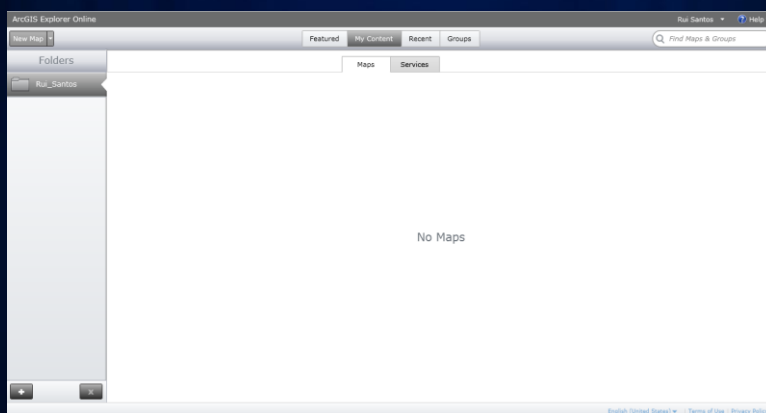 ArcGIS Explorer Online
Rui Santos
Help
New Map
Featured
My Content
Recent
Groups
Find Maps & Groups
Folders
Maps
Services
Rui_Santos
No Maps
+
x
English (United States)
Terms of Use
Privacy Policy